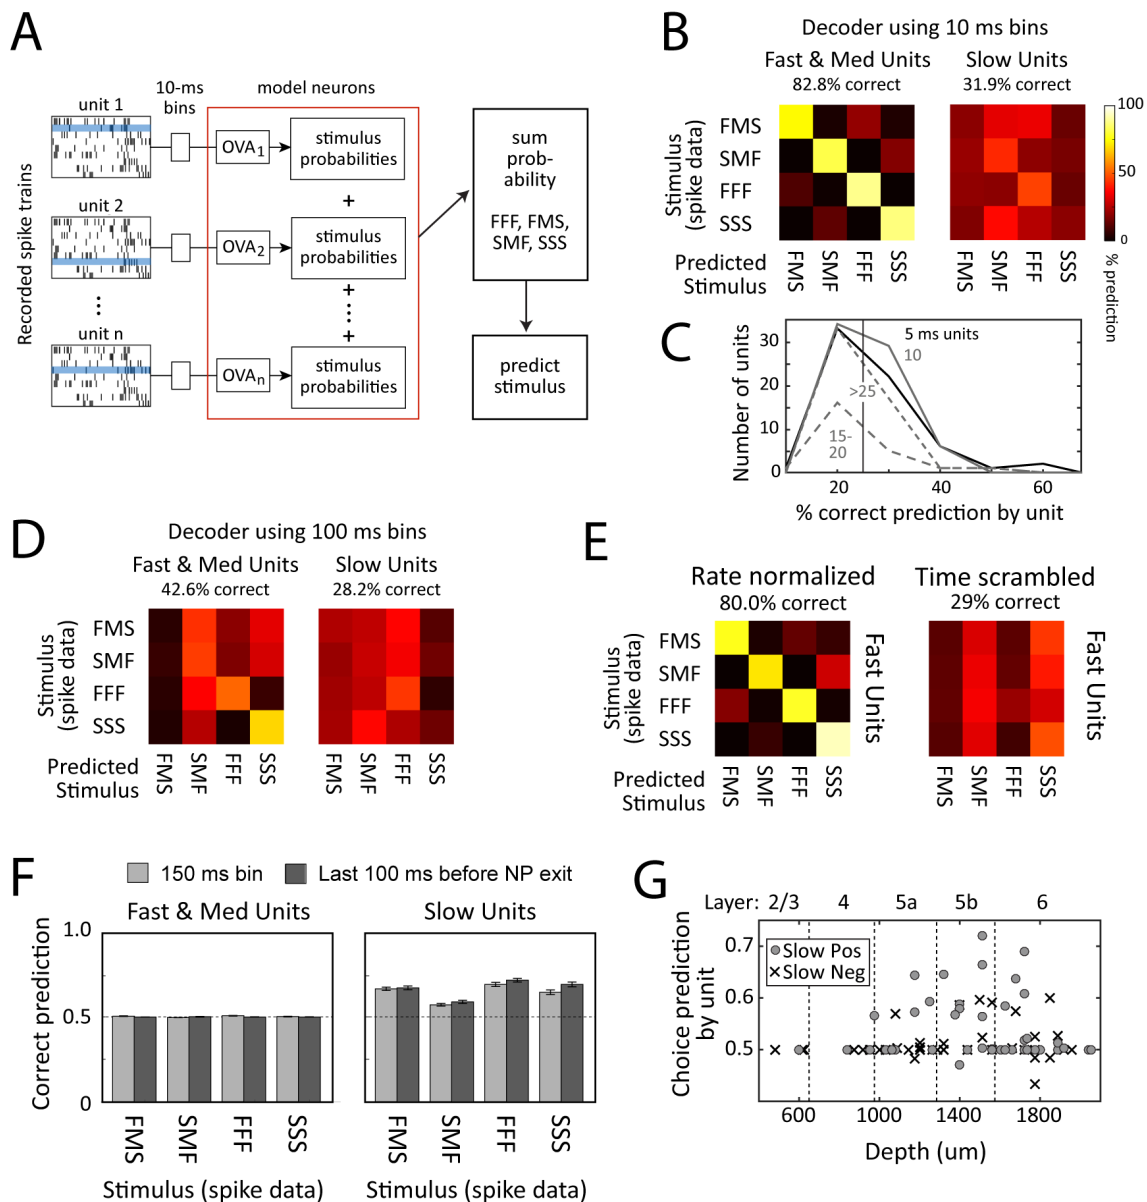 A
Recorded spike trains
unit 1
unit 2
unit n
10-ms
bins
model neurons
OVA1
OVA2
OVAn
stimulus
probabilities
+
stimulus
probabilities
+
+
stimulus
probabilities
sum
prob-
ability
FFF, FMS,
SMF, SSS
predict
stimulus
B
Decoder using 10 ms bins
Fast & Med Units
82.8% correct
Slow Units
31.9% correct
Stimulus
(spike data)
FMS
SMF
FFF
SSS
Predicted
Stimulus
FMS
SMF
FFF
SSS
FMS
SMF
FFF
SSS
100
50
0
% prediction
C
Number of units
30
20
10
0
5 ms units
10
>25
15-
20
20
40
60
% correct prediction by unit
D
Decoder using 100 ms bins
Fast & Med Units
42.6% correct
Slow Units
28.2% correct
Stimulus
(spike data)
FMS
SMF
FFF
SSS
Predicted
Stimulus
FMS
SMF
FFF
SSS
FMS
SMF
FFF
SSS
E
Rate normalized
80.0% correct
Time scrambled
29% correct
Stimulus
(spike data)
FMS
SMF
FFF
SSS
Fast Units
Fast Units
Predicted
Stimulus
FMS
SMF
FFF
SSS
FMS
SMF
FFF
SSS
F
150 ms bin
Last 100 ms before NP exit
Fast & Med Units
Slow Units
Correct prediction
1.0
0.5
0
FMS
SMF
FFF
SSS
FMS
SMF
FFF
SSS
Stimulus (spike data)
Stimulus (spike data)
G
Layer: 2/3 4 5a 5b 6
Choice prediction
by unit
0.7
0.6
0.5
Slow Pos
Slow Neg
600
1000
1400
1800
Depth (um)